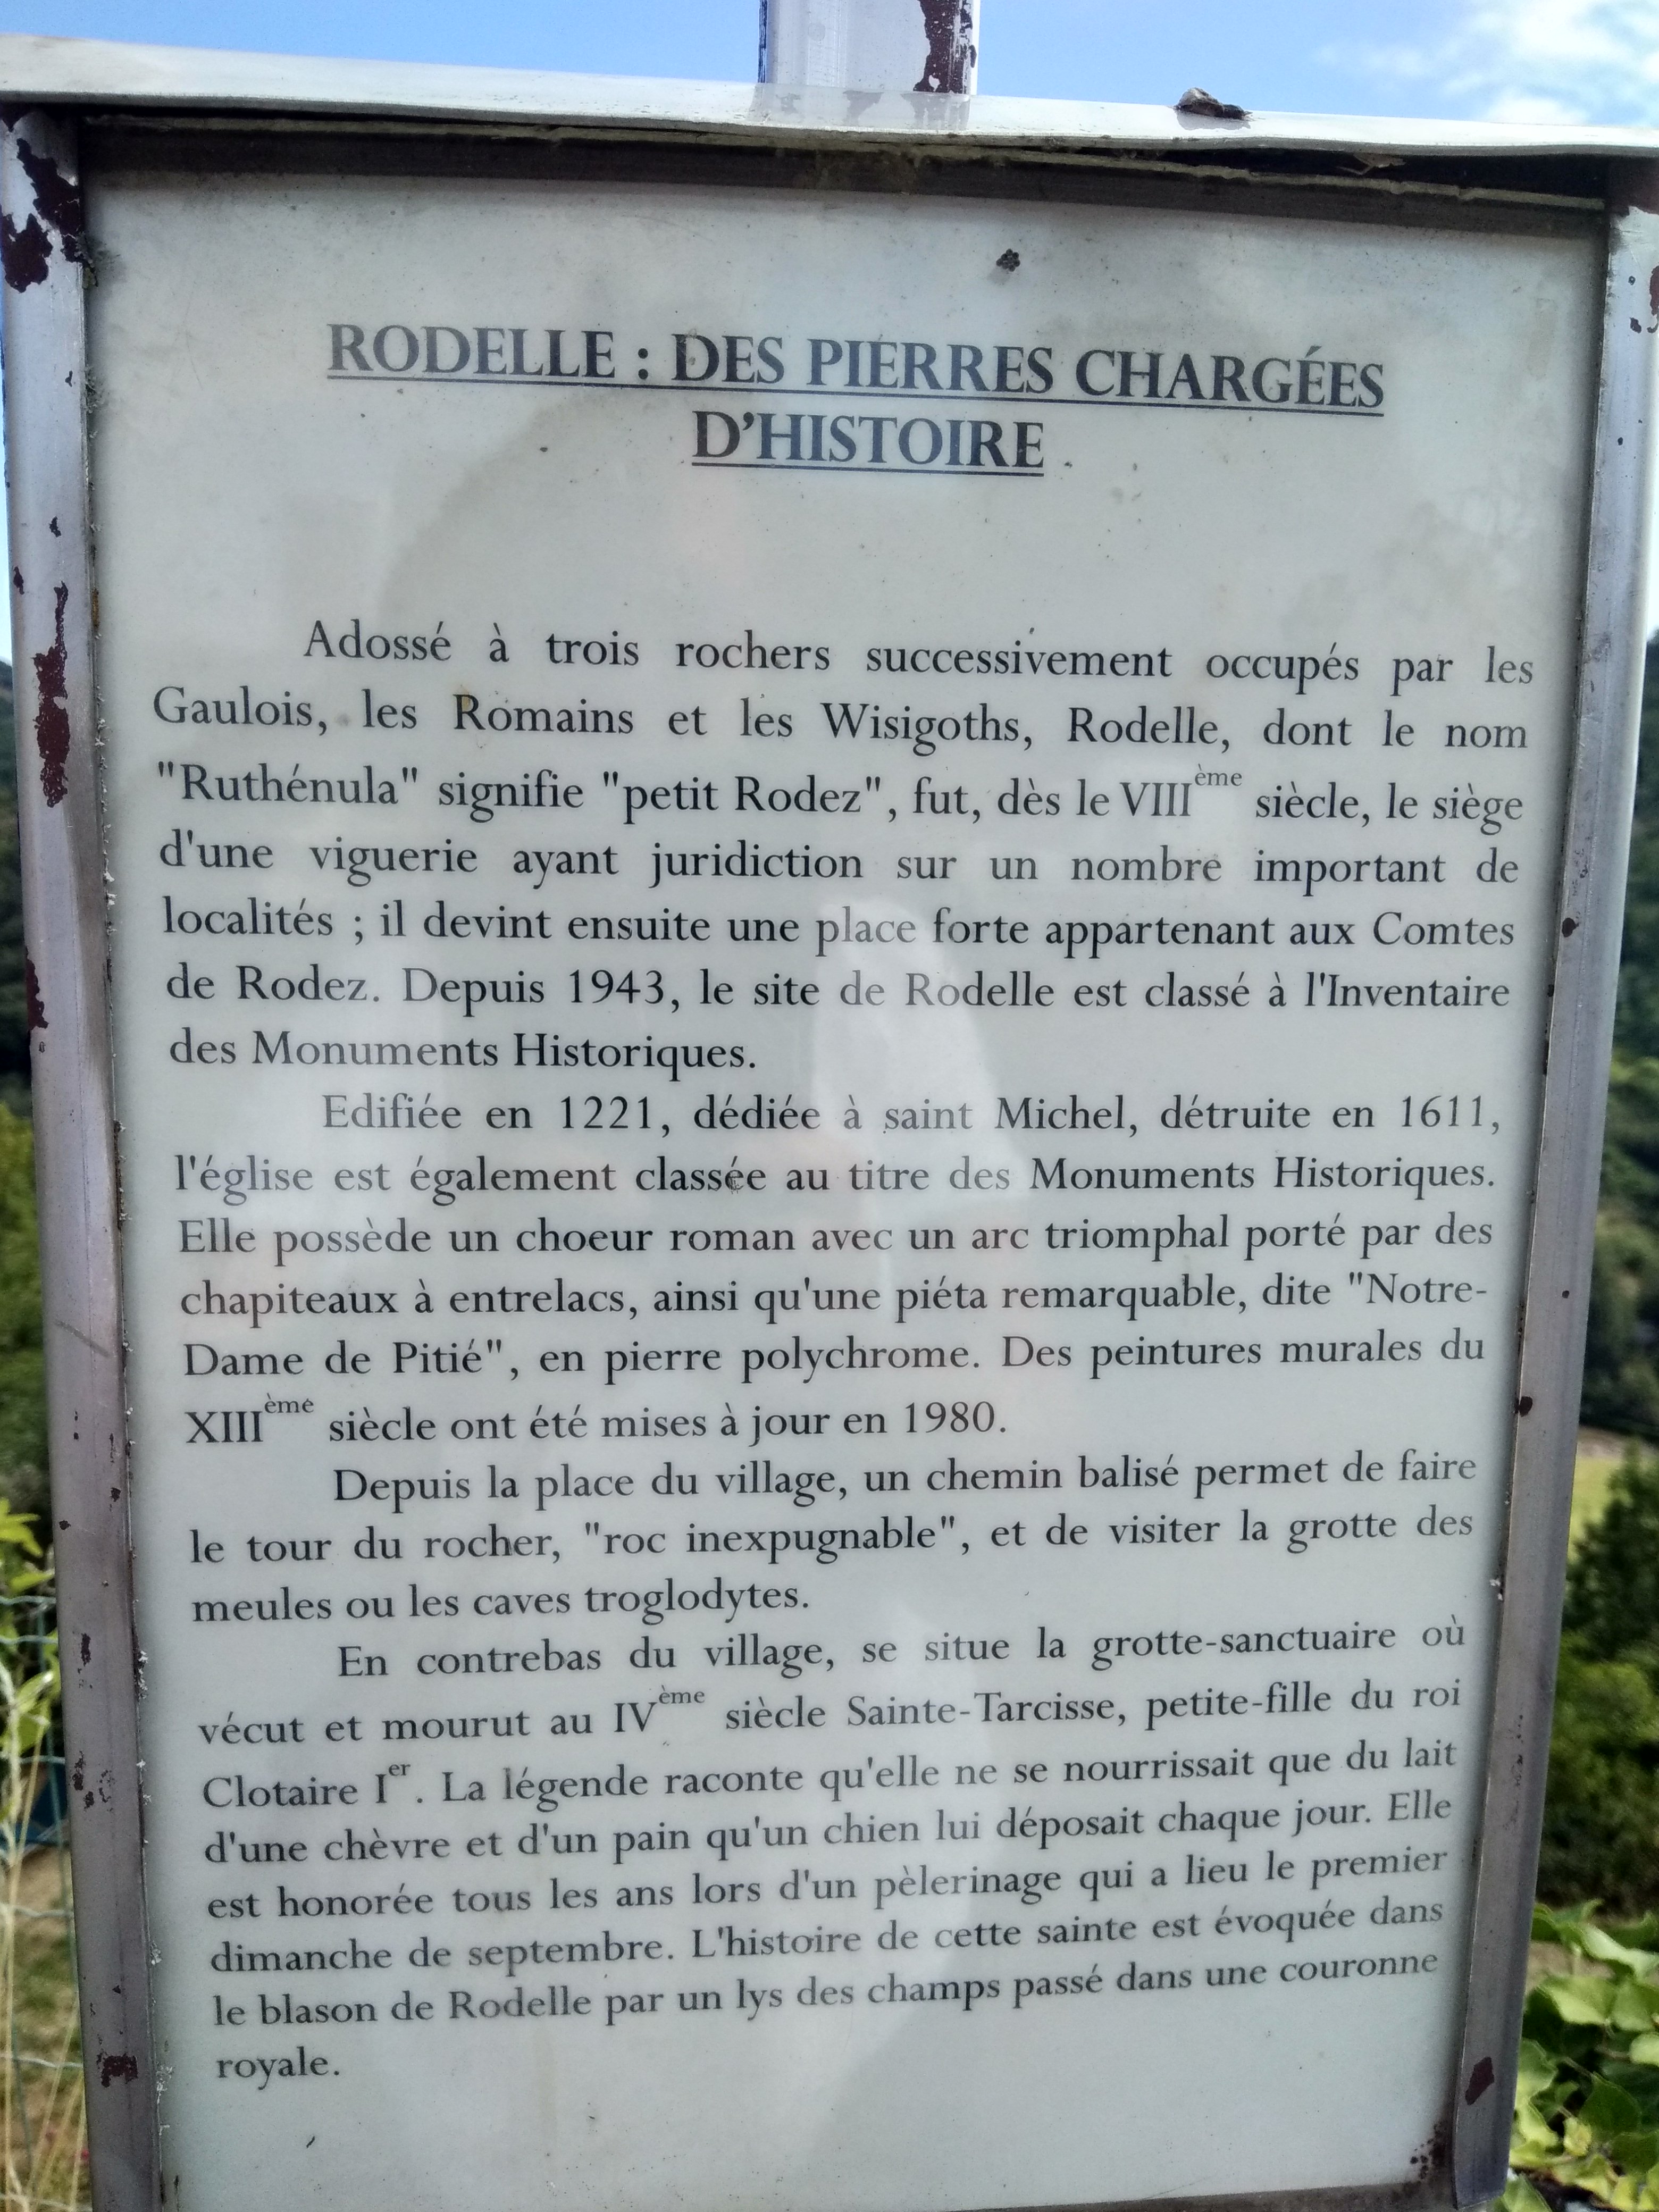 RODELLE : DES PIERRES CHARGÉES
D'HISTOIRE
Adossé à trois rochers successivement occupés par les
Gaulois, les Romains et les Wisigoths, Rodelle, dont le nom
"Ruthénula" signifie "petit Rodez", fut, dès le VIIIème siècle, le siège
d'une viguerie ayant juridiction sur un nombre important de
localités ; il devint ensuite une place forte appartenant aux Comtes
de Rodez. Depuis 1943, le site de Rodelle est classé à l'Inventaire
des Monuments Historiques.
Edifiée en 1221, dédiée à saint Michel, détruite en 1611,
l'église est également classée au titre des Monuments Historiques.
Elle possède un choeur roman avec un arc triomphal porté par des
chapiteaux à entrelacs, ainsi qu'une piéta remarquable, dite "Notre-
Dame de Pitié", en pierre polychrome. Des peintures murales du
XIIIème siècle ont été mises à jour en 1980.
Depuis la place du village, un chemin balisé permet de faire
le tour du rocher, "roc inexpugnable", et de visiter la grotte des
meules ou les caves troglodytes.
En contrebas du village, se situe la grotte-sanctuaire où
vécut et mourut au IVème siècle Sainte-Tarcisse, petite-fille du roi
Clotaire Ier. La légende raconte qu'elle ne se nourrissait que du lait
d'une chèvre et d'un pain qu'un chien lui déposait chaque jour. Elle
est honorée tous les ans lors d'un pèlerinage qui a lieu le premier
dimanche de septembre. L'histoire de cette sainte est évoquée dans
le blason de Rodelle par un lys des champs passé dans une couronne
royale.